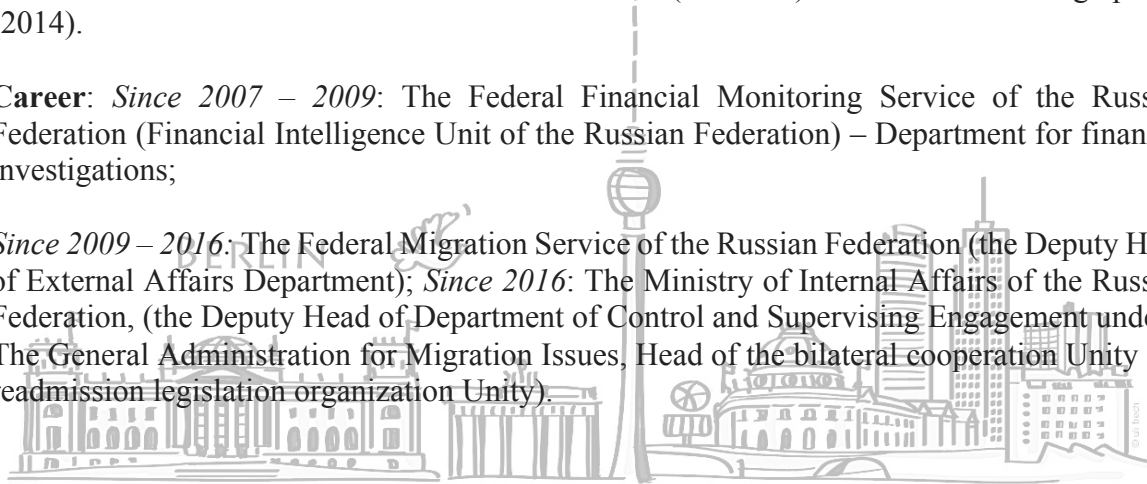 2014).
Career: Since 2007 – 2009: The Federal Financial Monitoring Service of the Russ
Federation (Financial Intelligence Unit of the Russian Federation) – Department for finan
investigations;
Since 2009 – 2016: The Federal Migration Service of the Russian Federation (the Deputy H
of External Affairs Department); Since 2016: The Ministry of Internal Affairs of the Russ
BERLIN
Federation, (the Deputy Head of Department of Control and Supervising Engagement unde
The General Administration for Migration Issues, Head of the bilateral cooperation Unity
readmission legislation organization Unity).